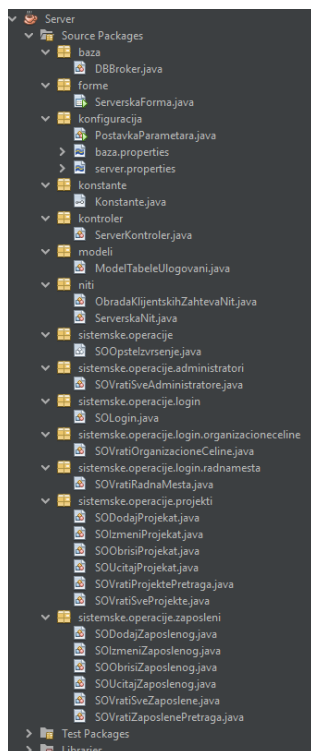 Server
Source Packages
baza
DBBroker.java
forme
ServerskaForma.java
konfiguracija
PostavkaParametara.java
baza.properties
server.properties
konstante
Konstante.java
kontroler
ServerKontroler.java
modeli
ModelTabeleUlogovani.java
niti
ObradaKlijentskihZahtevaNit.java
ServerskaNit.java
sistemske.operacije
SOOpsteIzvrsenje.java
sistemske.operacije.administratori
SOVratiSveAdministratore.java
sistemske.operacije.login
SOLogin.java
sistemske.operacije.login.organizacioneceline
SOVratiOrganizacioneCeline.java
sistemske.operacije.login.radnamesta
SOVratiRadnaMesta.java
sistemske.operacije.projekti
SODodajProjekat.java
SOIzmeniProjekat.java
SOObrisiProjekat.java
SOUcitajProjekat.java
SOVratiProjektePretraga.java
SOVratiSveProjekte.java
sistemske.operacije.zaposleni
SODodajZaposlenog.java
SOIzmeniZaposlenog.java
SOObrisiZaposlenog.java
SOUcitajZaposlenog.java
SOVratiSveZaposlene.java
SOVratiZaposlenePretraga.java
Test Packages
Libraries